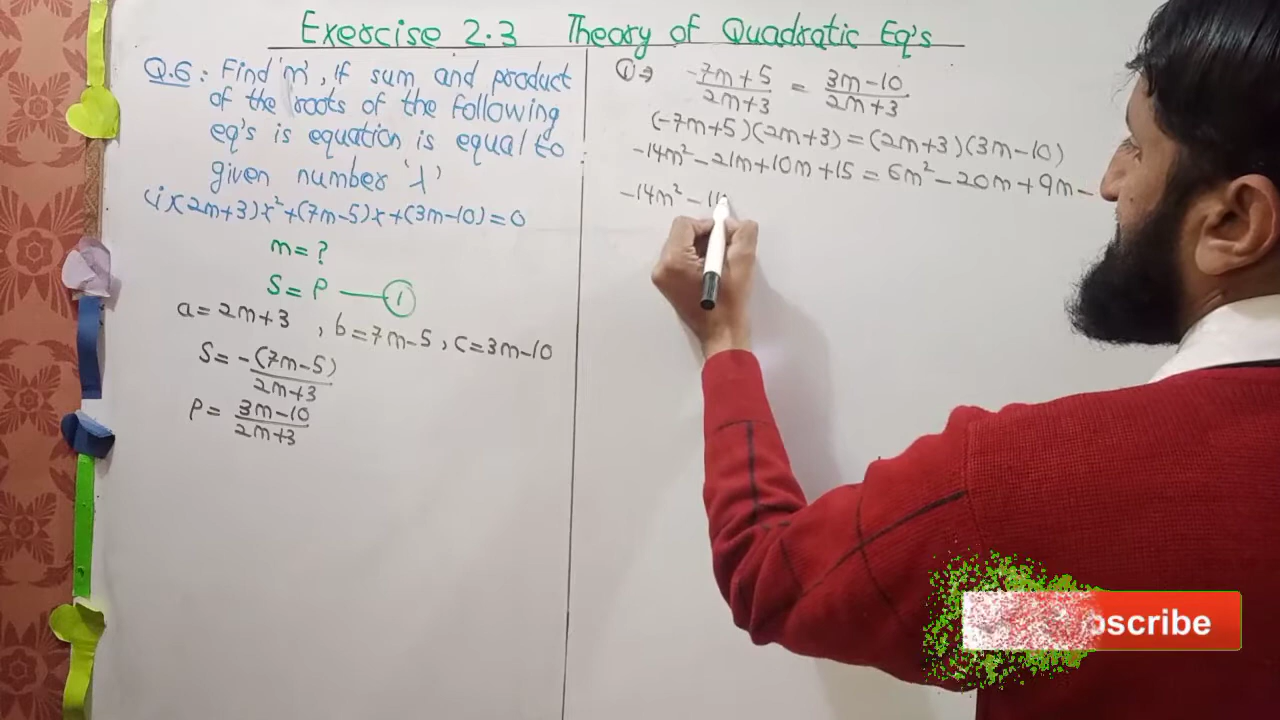 Exercise 2.3 Theory of Quadratic Eq's
Q.6: Find 'm', If sum and product
of the roots of the following
eq's is equation is equal to
given number 'λ'
(i)(2m+3)x²+(7m-5)x+(3m-10)=0
m=?
S=P —①
a=2m+3 , b=7m-5, c=3m-10
S= -(7m-5)
2m+3
P= 3m-10
2m+3
①⇒ -7m+5 = 3m-10
2m+3 2m+3
(-7m+5)(2m+3)=(2m+3)(3m-10)
-14m²-21m+10m+15=6m²-20m+9m-
-14m²-11